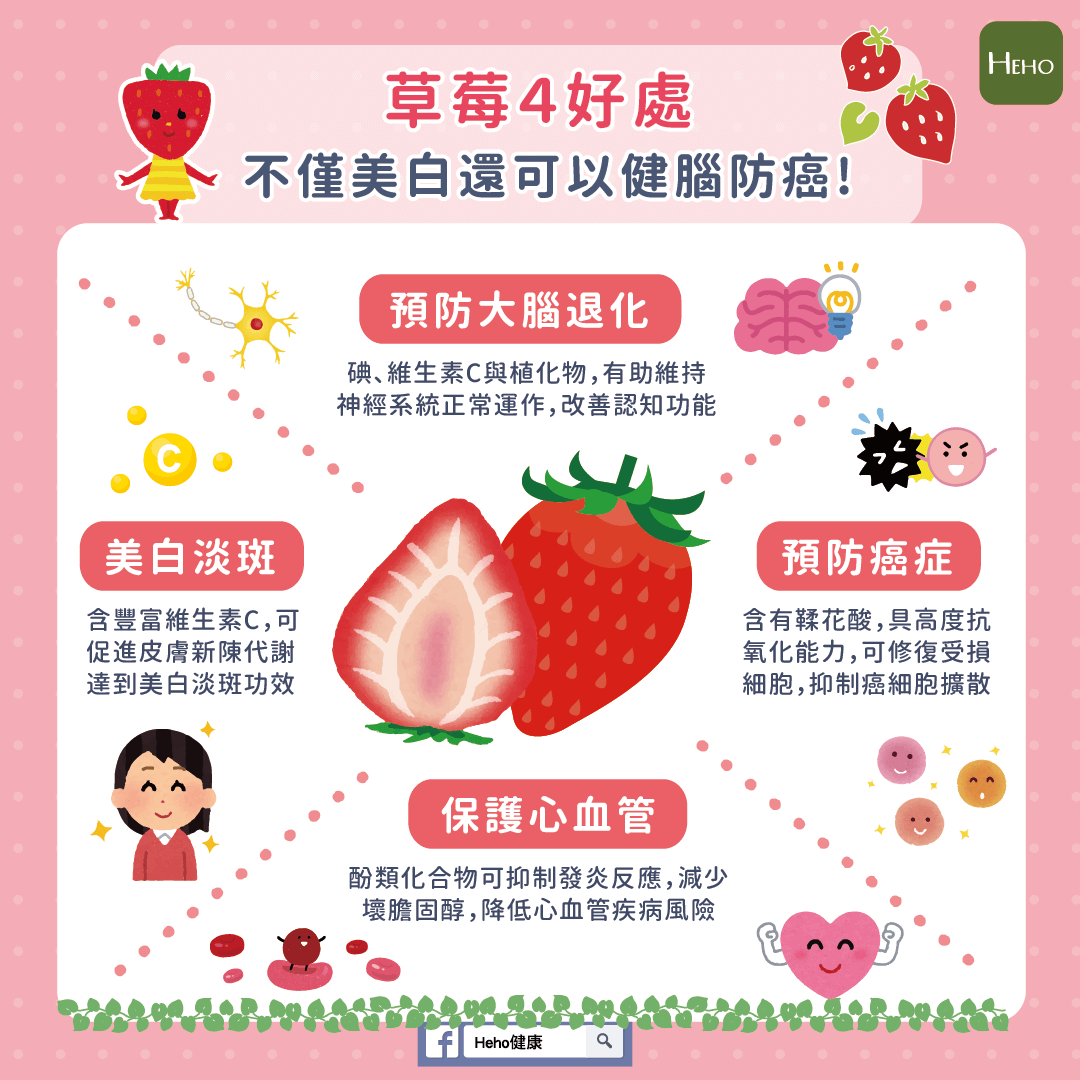 HEHO
草莓4好處
不僅美白還可以健腦防癌!
預防大腦退化
碘、維生素C與植化物,有助維持
神經系統正常運作,改善認知功能
C
美白淡斑
含豐富維生素C,可
促進皮膚新陳代謝
達到美白淡斑功效
預防癌症
含有鞣花酸,具高度抗
氧化能力,可修復受損
細胞,抑制癌細胞擴散
保護心血管
酚類化合物可抑制發炎反應,減少
壞膽固醇,降低心血管疾病風險
f Heho健康